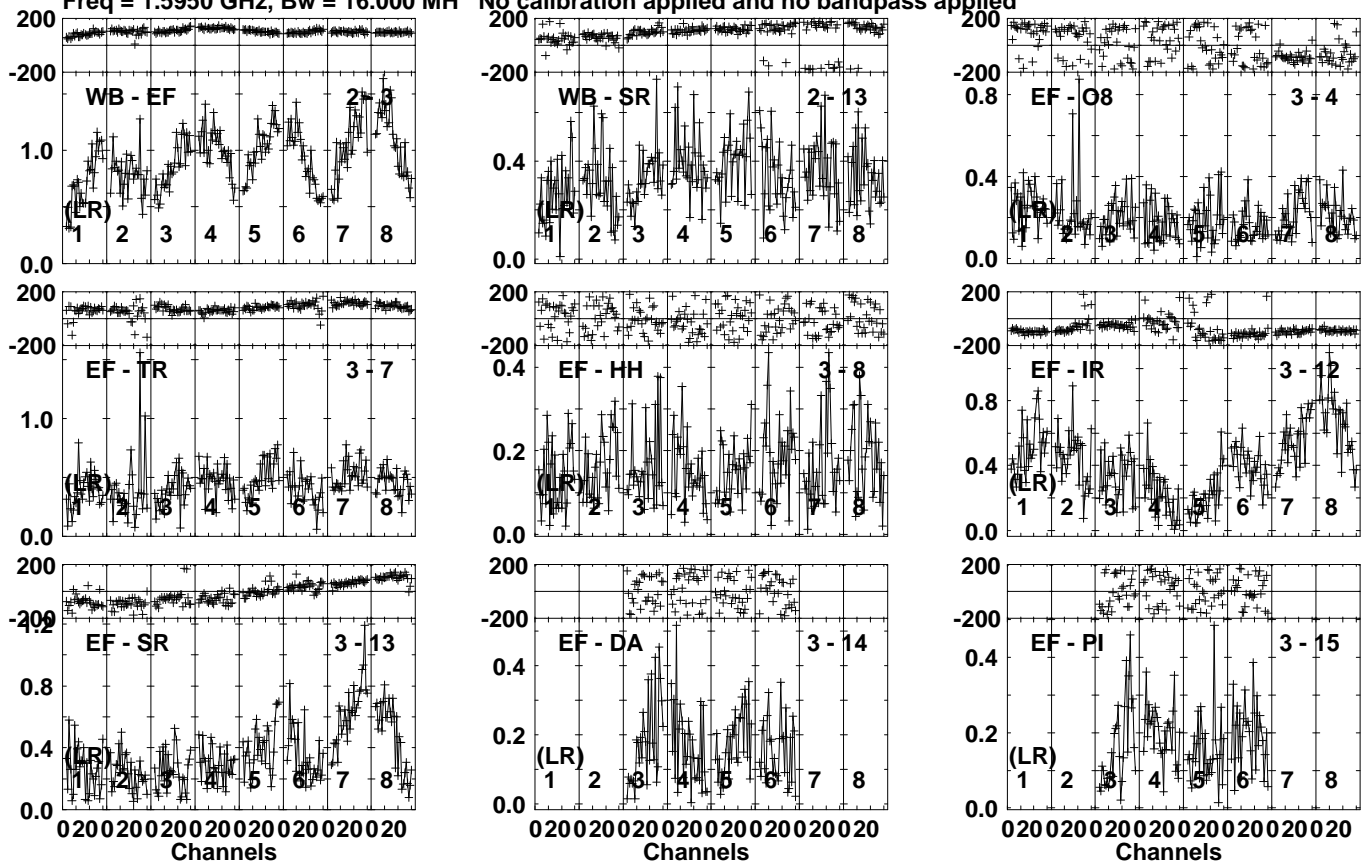 Freq = 1.5950 GHz, Bw = 16.000 MH No calibration applied and no bandpass applied
200 200 200
-200 -200 -200
WB - EF 2 - 3 WB - SR 2 - 13 EF - O8 3 - 4
0.8
1.0 0.4 0.4
(LR) (LR) (LR)
1 2 3 4 5 6 7 8 1 2 3 4 5 6 7 8 1 2 3 4 5 6 7 8
0.0 0.0 0.0
200 200 200
-200 -200 -200
EF - TR 3 - 7 EF - HH 3 - 8 EF - IR 3 - 12
0.4
1.0 0.8
0.2 0.4
(LR) (LR) (LR)
1 2 3 4 5 6 7 8 1 2 3 4 5 6 7 8 1 2 3 4 5 6 7 8
0.0 0.0 0.0
200 200 200
-200 -200 -200
1.2
EF - SR 3 - 13 EF - DA 3 - 14 EF - PI 3 - 15
0.8 0.4 0.4
0.4 0.2 0.2
(LR) (LR) (LR)
1 2 3 4 5 6 7 8 1 2 3 4 5 6 7 8 1 2 3 4 5 6 7 8
0.0 0.0 0.0
020020020020020020020020 020020020020020020020020 020020020020020020020020
Channels Channels Channels